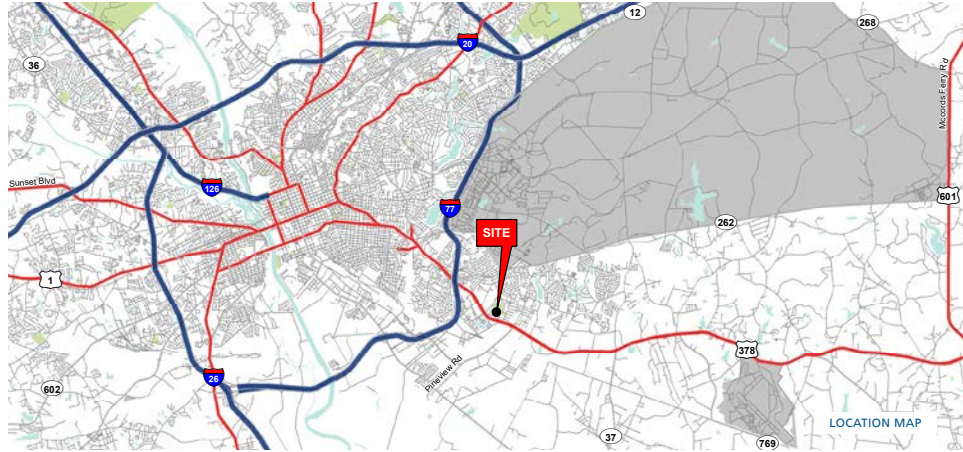 12
268
20
36
Mccords Ferry Rd
Sunset Blvd
126
601
77
262
SITE
1
378
Pineview Rd
26
602
LOCATION MAP
37
769